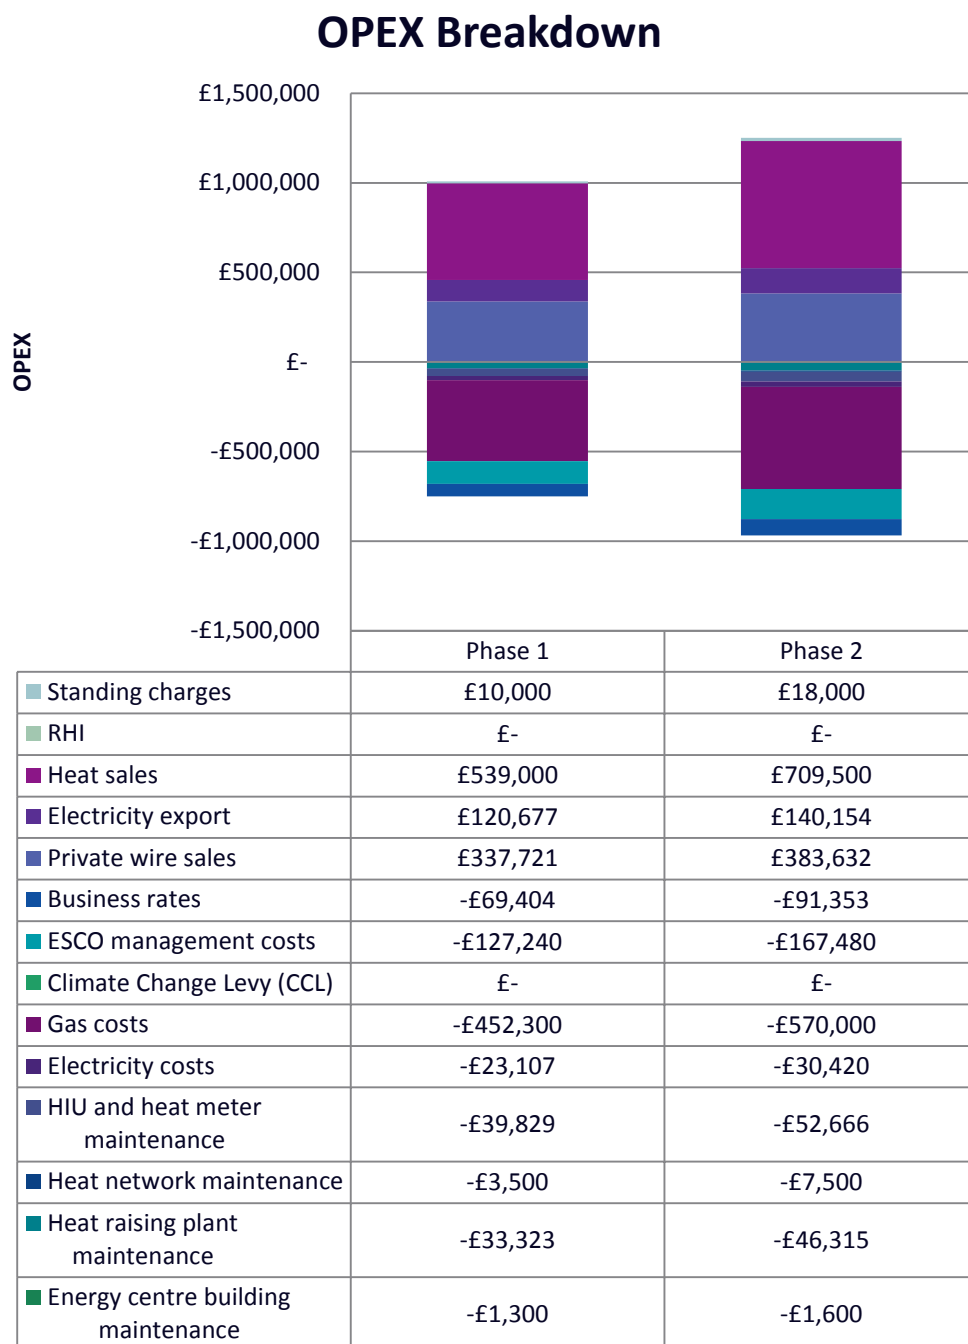 OPEX Breakdown
£1,500,000
£1,000,000
£500,000
£-
-£500,000
-£1,000,000
-£1,500,000
OPEX
Phase 1 Phase 2
Standing charges £10,000 £18,000
RHI £- £-
Heat sales £539,000 £709,500
Electricity export £120,677 £140,154
Private wire sales £337,721 £383,632
Business rates -£69,404 -£91,353
ESCO management costs -£127,240 -£167,480
Climate Change Levy (CCL) £- £-
Gas costs -£452,300 -£570,000
Electricity costs -£23,107 -£30,420
HIU and heat meter
maintenance -£39,829 -£52,666
Heat network maintenance -£3,500 -£7,500
Heat raising plant
maintenance -£33,323 -£46,315
Energy centre building
maintenance -£1,300 -£1,600